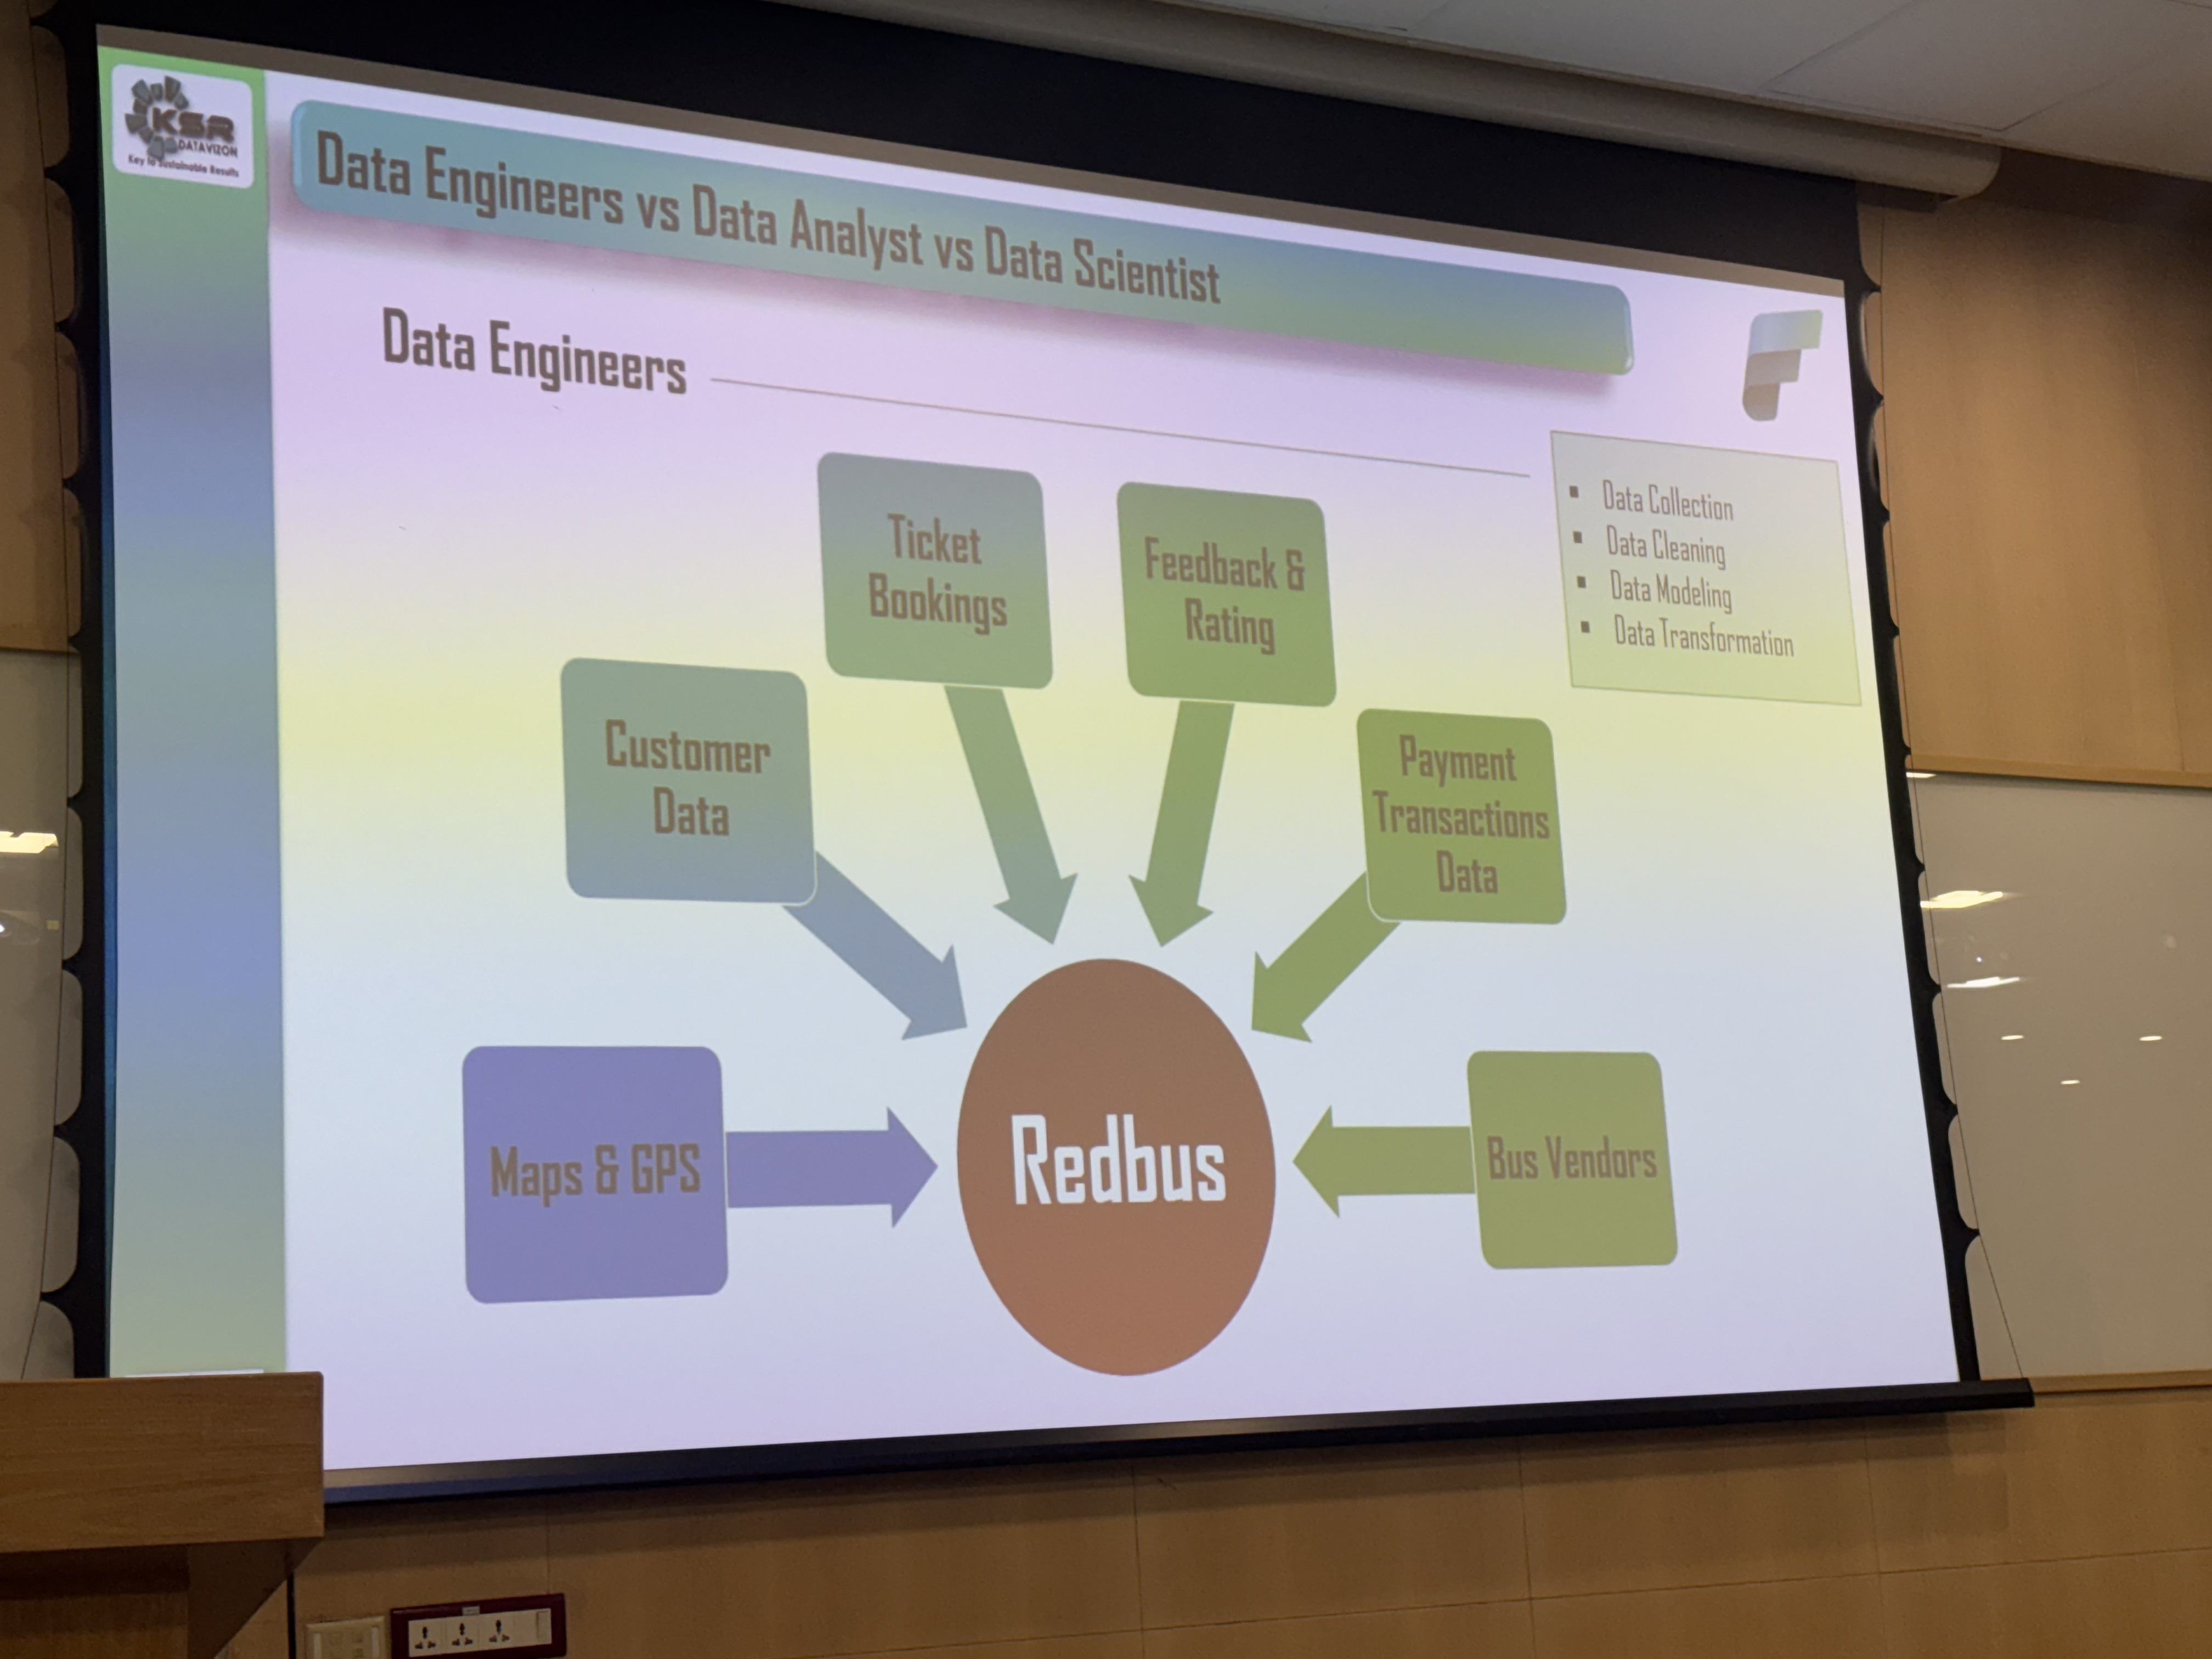 KSR
DATAVIZON
Key to Sustainable Results
Data Engineers vs Data Analyst vs Data Scientist
Data Engineers
▪ Data Collection
▪ Data Cleaning
▪ Data Modeling
▪ Data Transformation
Ticket
Bookings
Feedback &
Rating
Customer
Data
Payment
Transactions
Data
Maps & GPS
Redbus
Bus Vendors